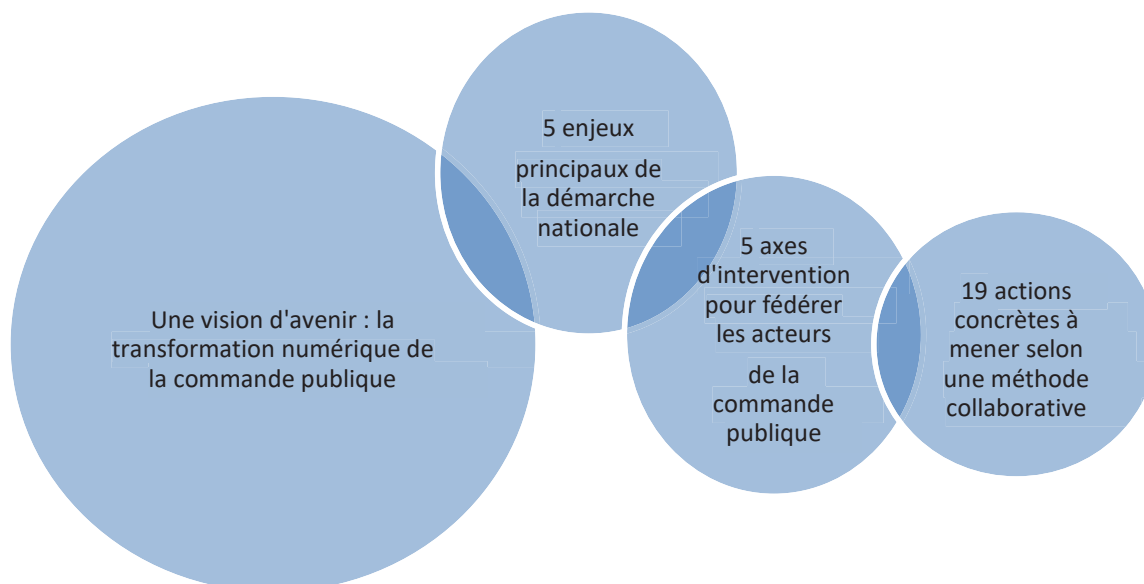 Une vision d'avenir : la
transformation numérique de
la commande publique
5 enjeux
principaux de
la démarche
nationale
5 axes
d'intervention
pour fédérer
les acteurs
de la
commande
publique
19 actions
concrètes à
mener selon
une méthode
collaborative